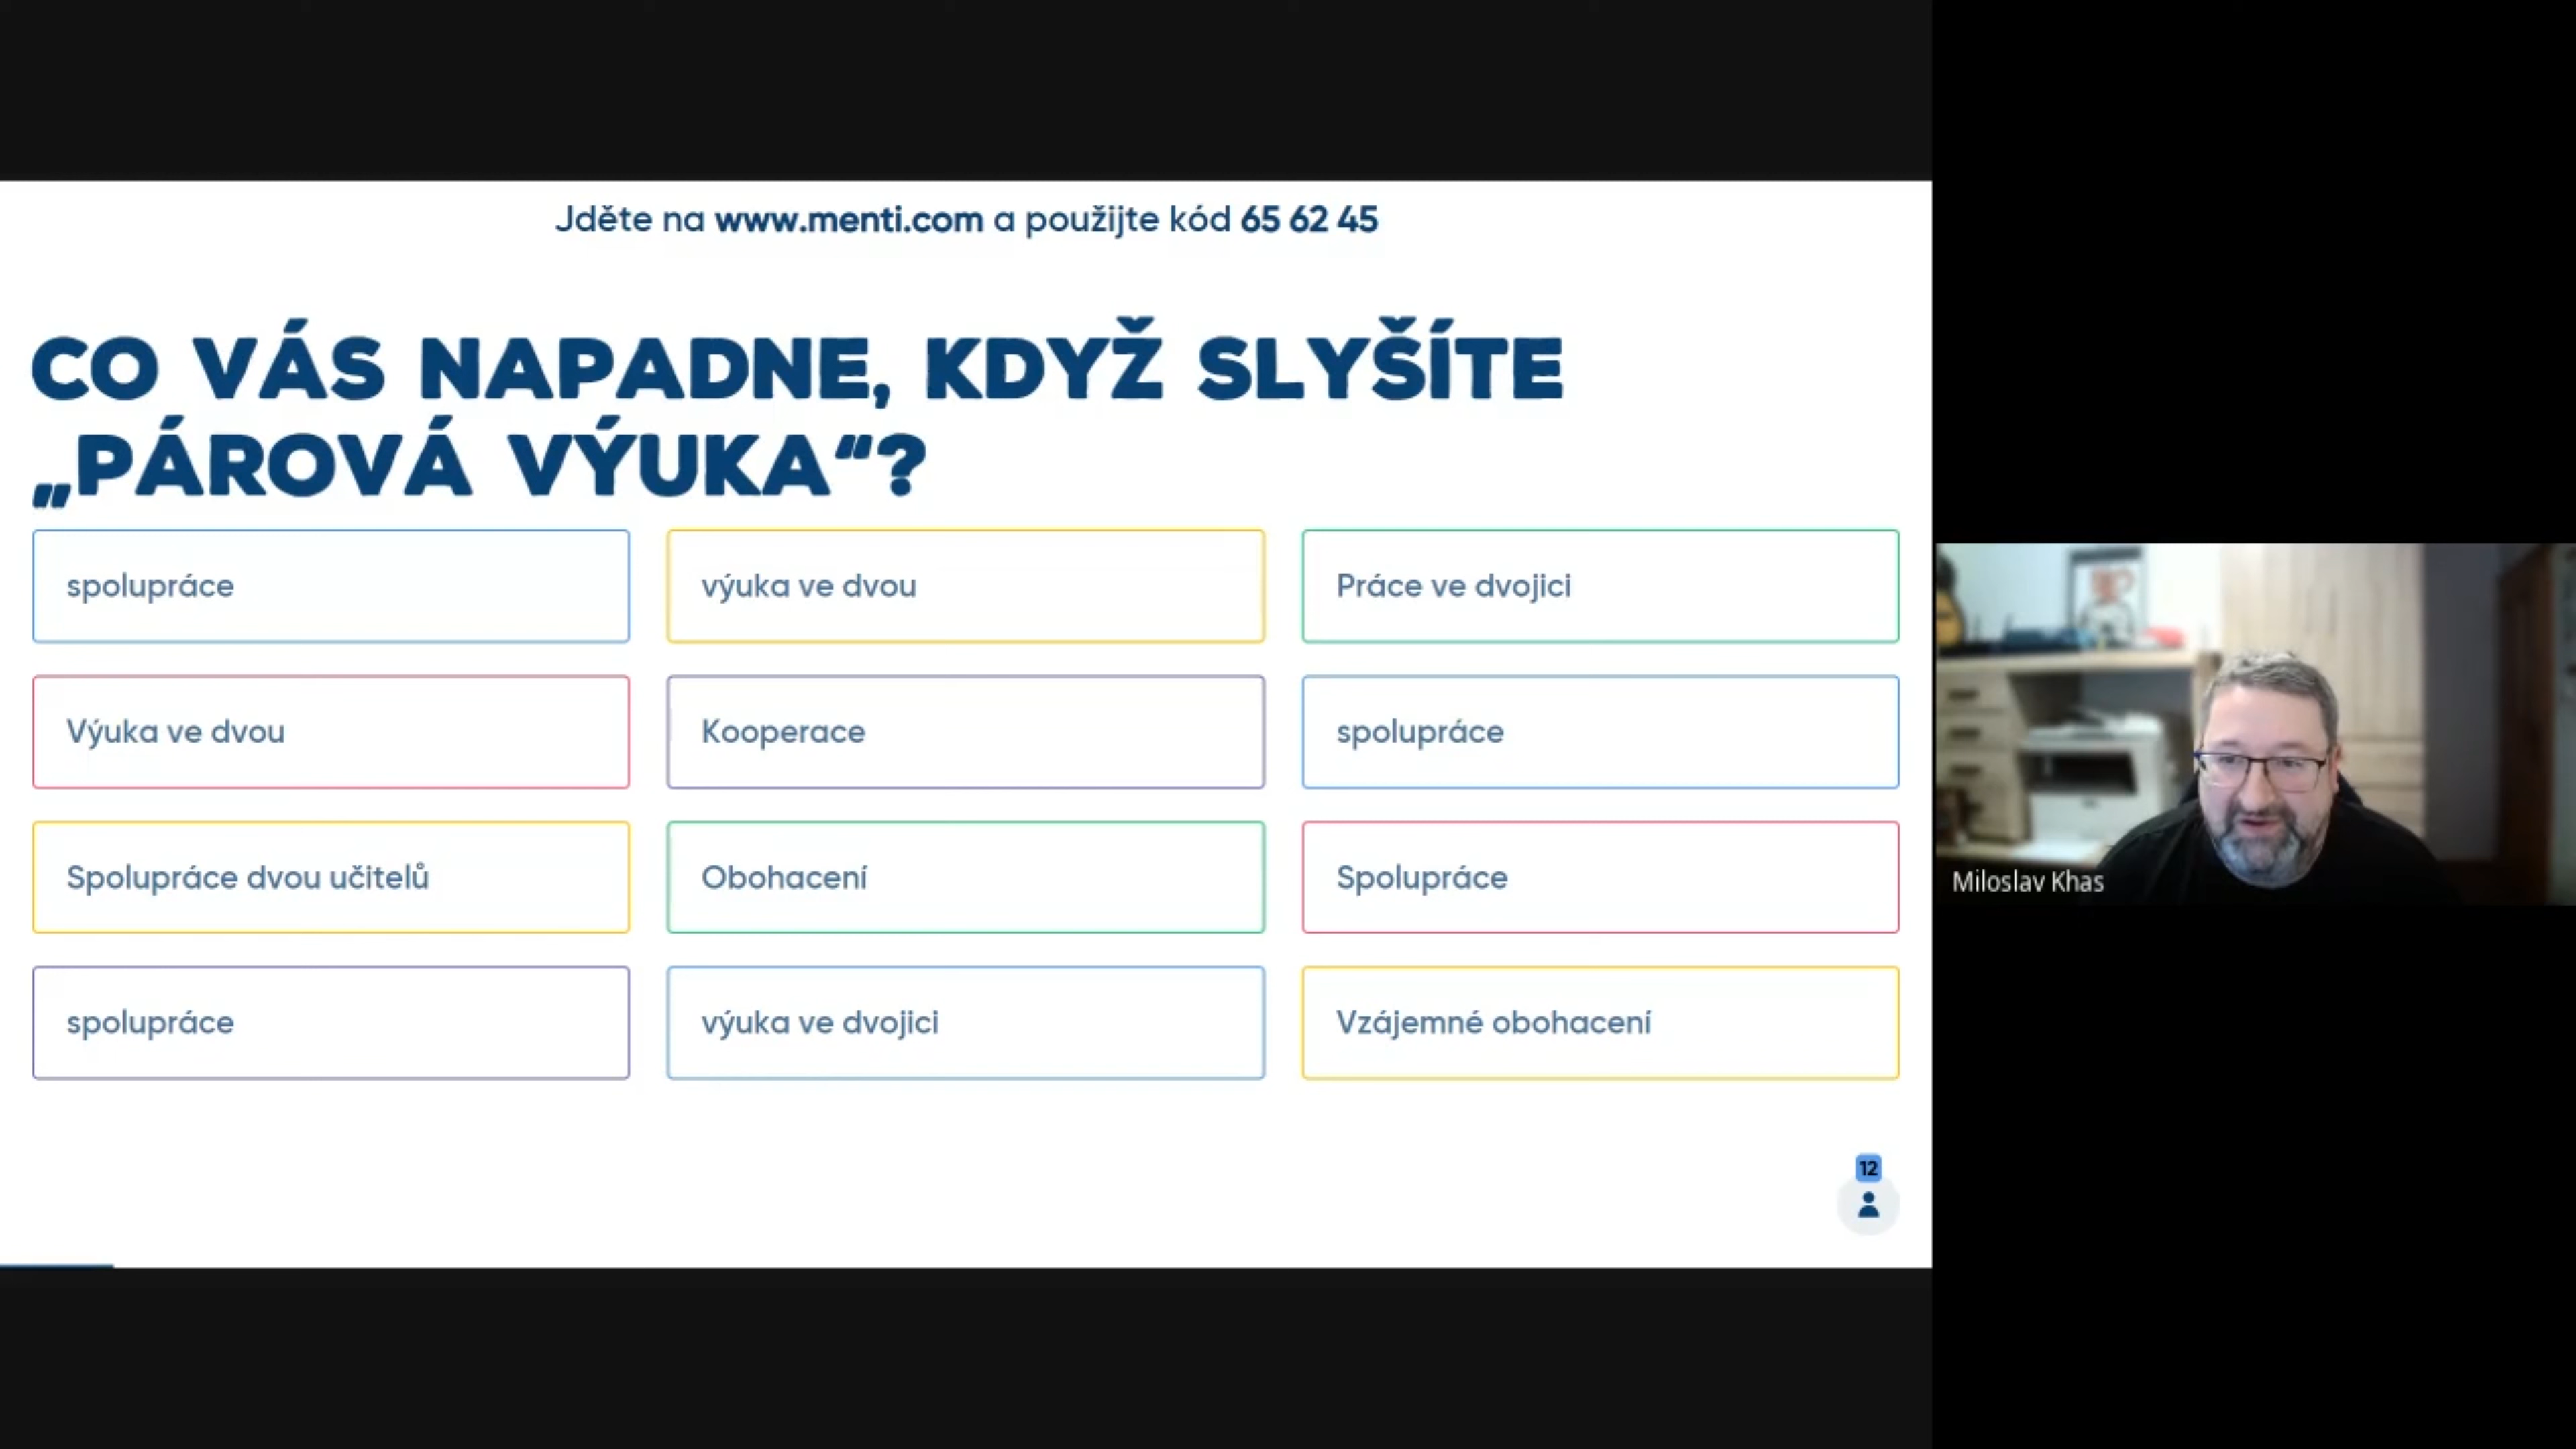 Jděte na www.menti.com a použijte kód 65 62 45
CO VÁS NAPADNE, KDYŽ SLYŠÍTE
„PÁROVÁ VÝUKA“?
spolupráce
výuka ve dvou
Práce ve dvojici
Výuka ve dvou
Kooperace
spolupráce
Spolupráce dvou učitelů
Obohacení
Spolupráce
spolupráce
výuka ve dvojici
Vzájemné obohacení
12
Miloslav Khas